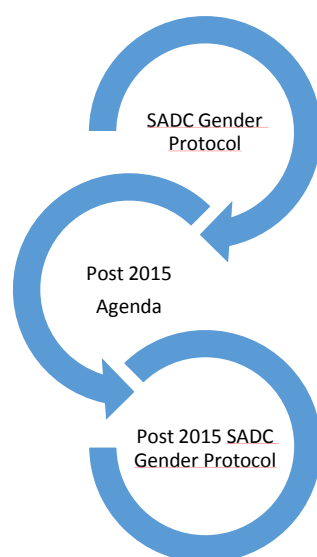 SADC Gender
Protocol
Post 2015
Agenda
Post 2015 SADC
Gender Protocol